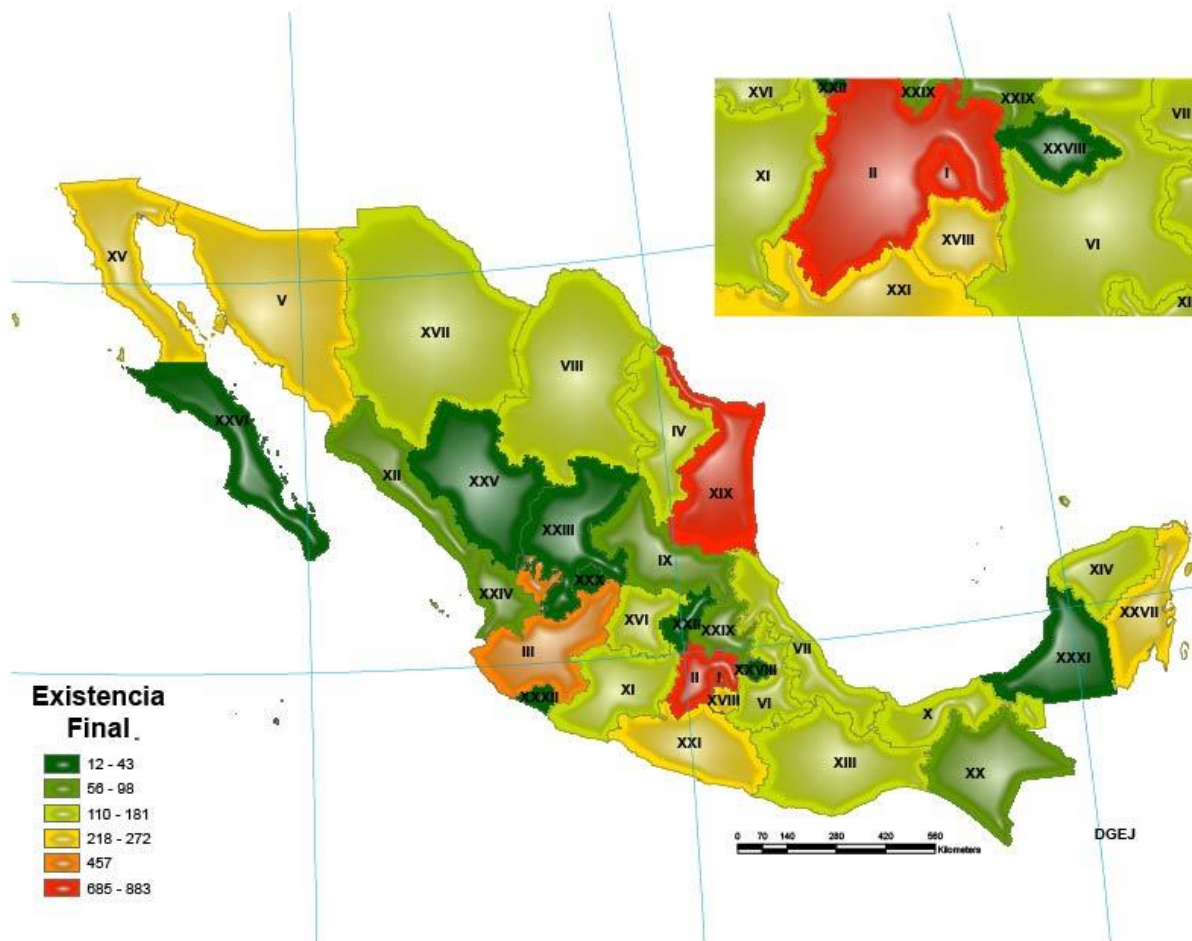 XVI
XXII
XXIX
XXIX
VII
XXVIII
XI
II
I
VI
XVIII
XXI
XI
XV
V
XVII
VIII
IV
XXVI
XII
XXV
XIX
XXIII
IX
XXX
XXIV
XIV
XVI
XXII
XXIX
XXVII
III
VII
XXXI
II
I
XXVIII
XI
XVIII
VI
XXXII
X
XXI
XIII
XX
Existencia
Final
12 - 43
56 - 98
110 - 181
218 - 272
457
685 - 883
0 70 140 280 420 560
Kilometers
DGEJ